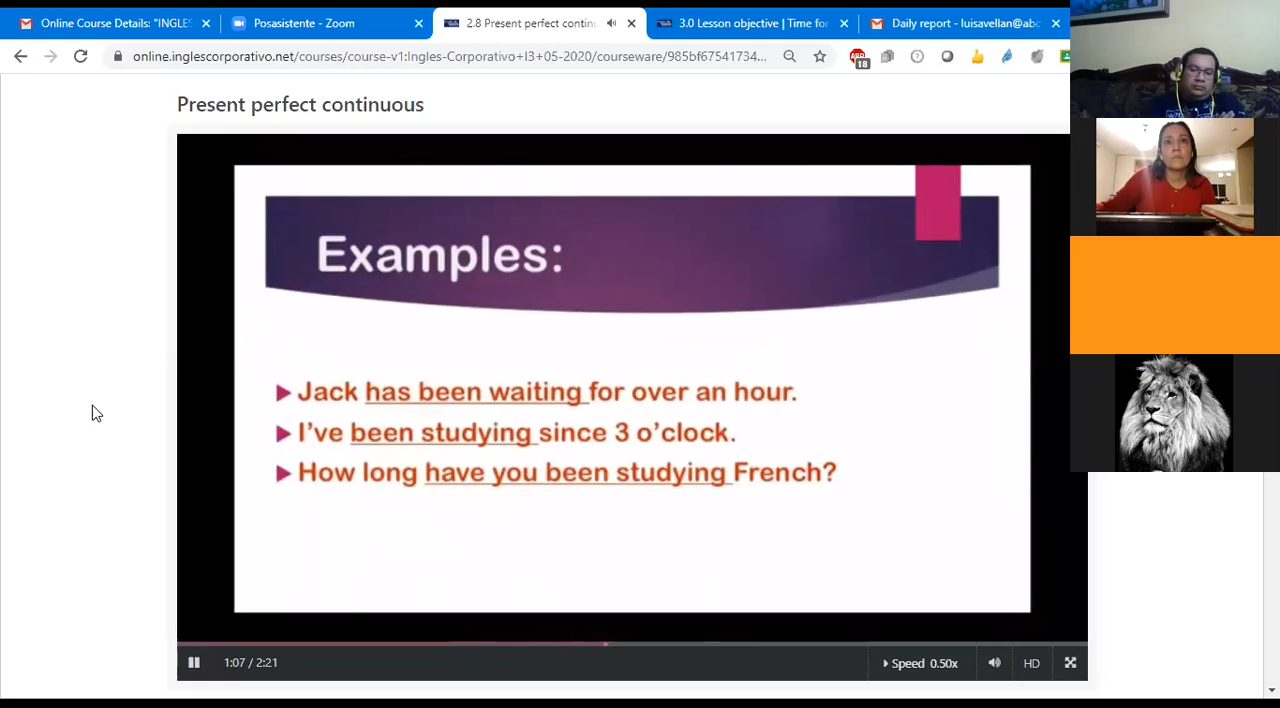 Online Course Details: "INGLES
Posasistente - Zoom
2.8 Present perfect continu
3.0 Lesson objective | Time for
Daily report - luisavellan@abc
online.inglescorporativo.net/courses/course-v1:Ingles-Corporativo+I3+05-2020/courseware/985bf67541734...
18
Present perfect continuous
Examples:
Jack has been waiting for over an hour.
I've been studying since 3 o'clock.
How long have you been studying French?
1:07 / 2:21
Speed 0.50x
HD